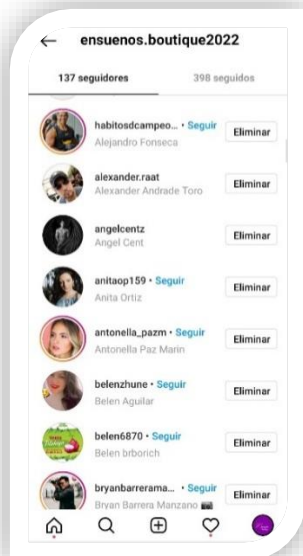 ensuenos.boutique2022
137 seguidores 398 seguidos
habitosdcampeo... • Seguir
Alejandro Fonseca
Eliminar
alexander.raat
Alexander Andrade Toro
Eliminar
angelcentz
Angel Cent
Eliminar
anitaop159 • Seguir
Anita Ortiz
Eliminar
antonella_pazm • Seguir
Antonella Paz Marin
Eliminar
belenzhune • Seguir
Belen Aguilar
Eliminar
belen6870 • Seguir
Belen brborich
Eliminar
bryanbarrerama... • Seguir
Bryan Barrera Manzano 📷
Eliminar